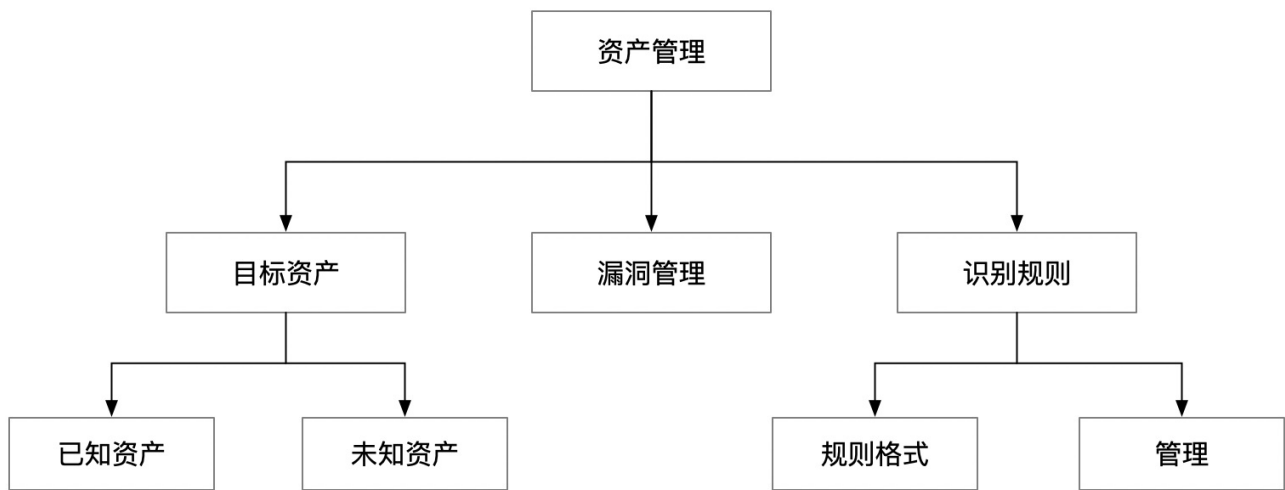 资产管理
目标资产
漏洞管理
识别规则
已知资产
未知资产
规则格式
管理